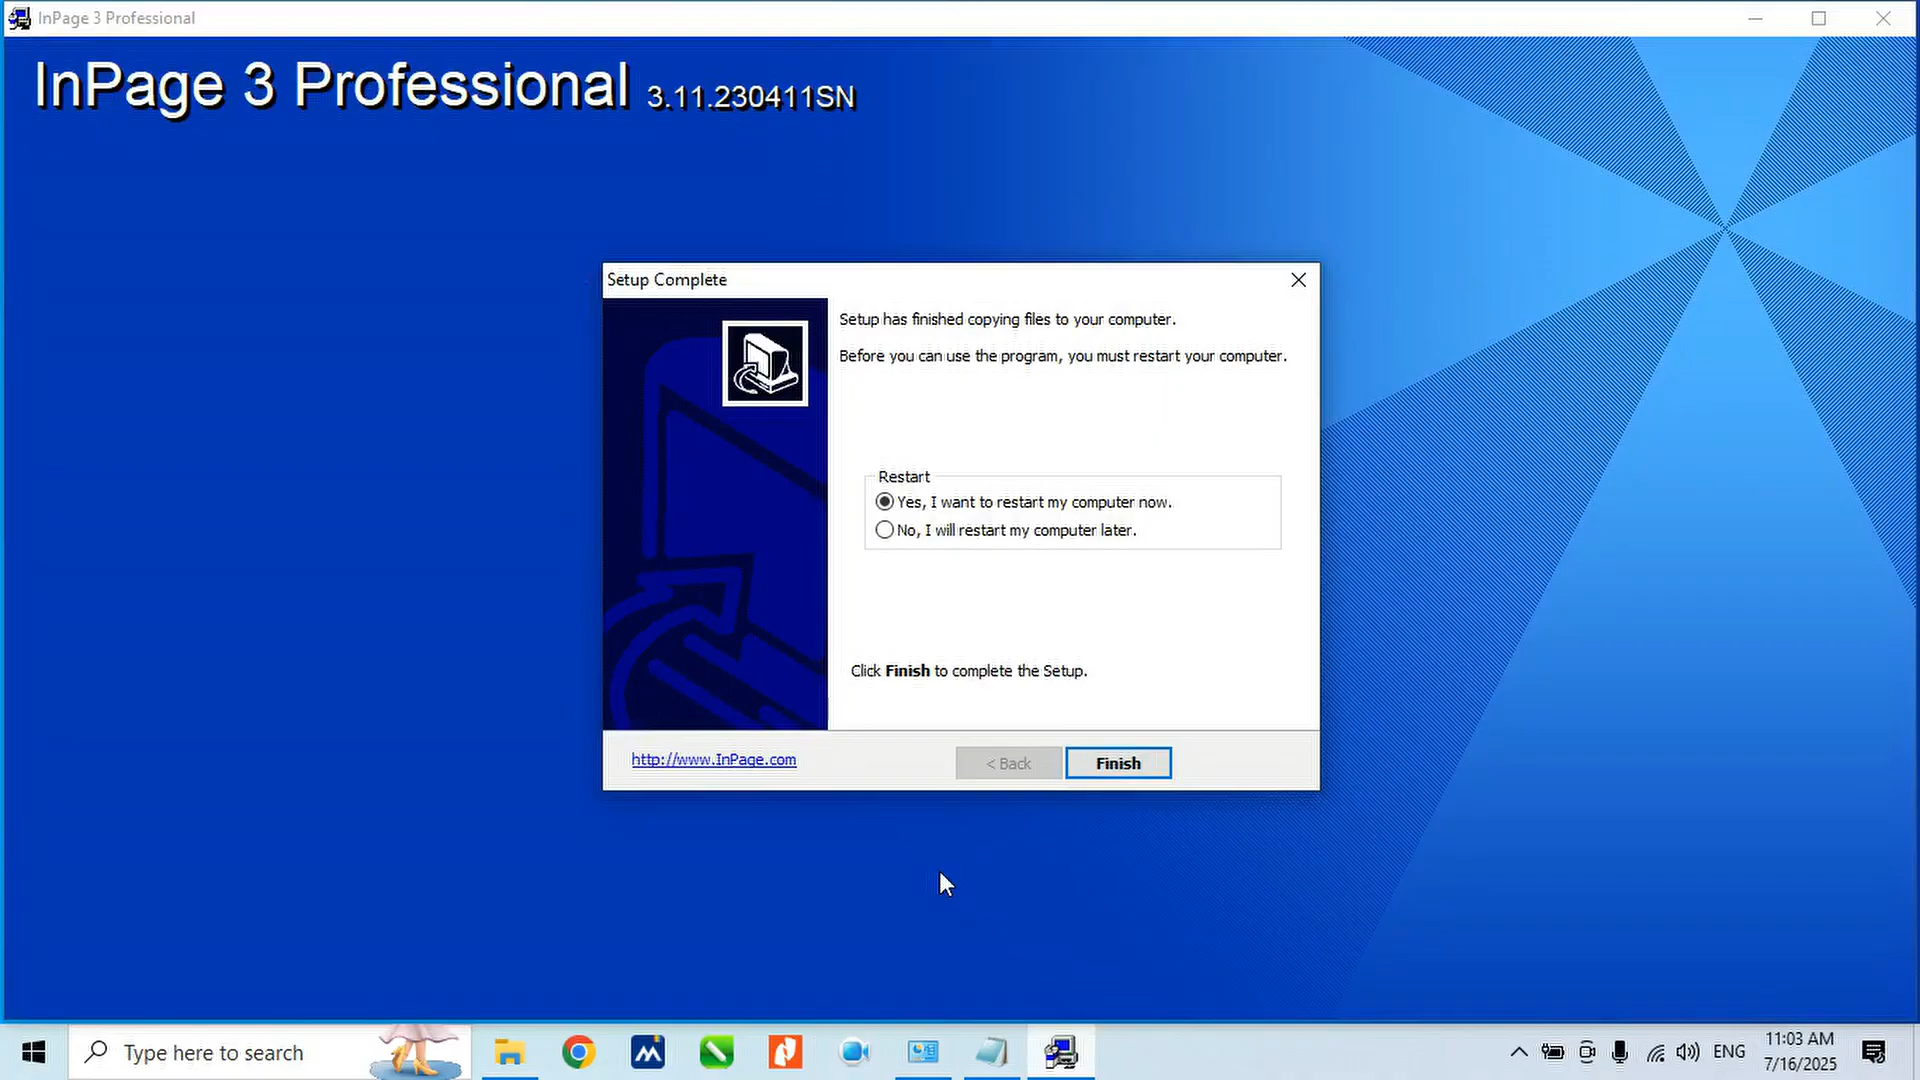 InPage 3 Professional
InPage 3 Professional 3.11.230411SN
Setup Complete
Setup has finished copying files to your computer.
Before you can use the program, you must restart your computer.
Restart
Yes, I want to restart my computer now.
No, I will restart my computer later.
Click Finish to complete the Setup.
http://www.InPage.com
< Back
Finish
Type here to search
ENG
11:03 AM
7/16/2025